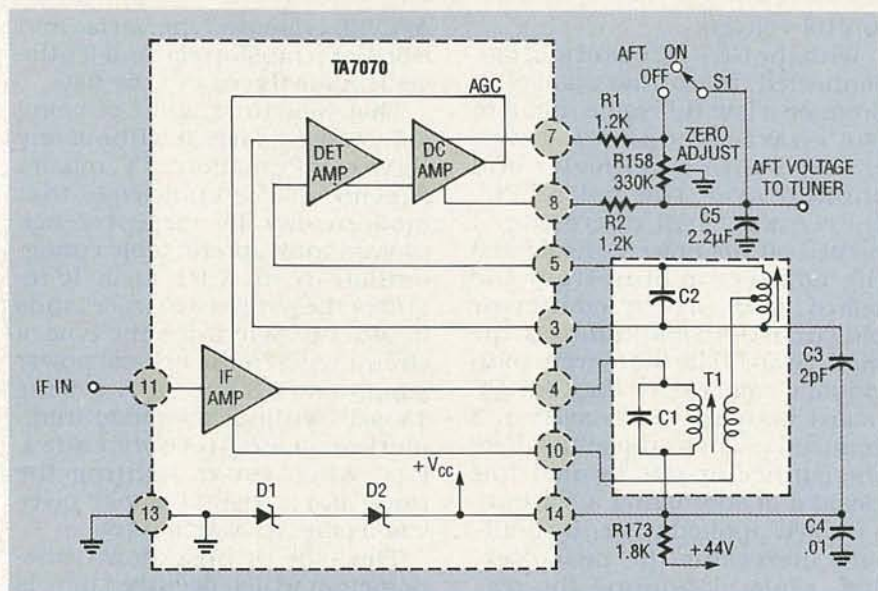 TA7070
AFT ON
OFF
S1
AGC
R1
1.2K
7
DET
AMP
DC
AMP
ZERO
ADJUST
R158
330K
AFT VOLTAGE
TO TUNER
8
R2
1.2K
C5
2.2µF
5
C2
3
C3
2pF
IF IN
11
IF
AMP
4
C1
T1
10
+VCC
D1
D2
13
14
R173
1.8K
+44V
C4
.01